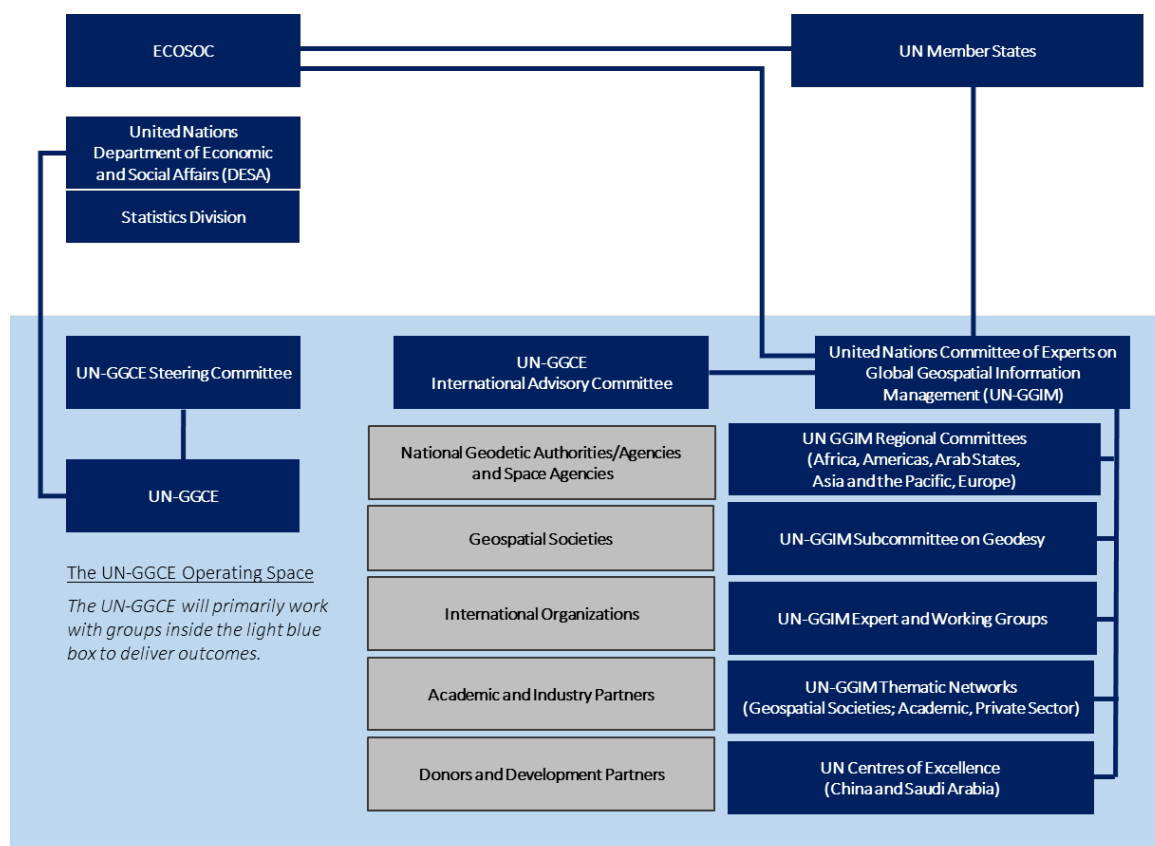 ECOSOC
UN Member States
United Nations
Department of Economic
and Social Affairs (DESA)
Statistics Division
UN-GGCE Steering Committee
UN-GGCE
International Advisory Committee
United Nations Committee of Experts on
Global Geospatial Information
Management (UN-GGIM)
UN-GGCE
The UN-GGCE Operating Space
The UN-GGCE will primarily work
with groups inside the light blue
box to deliver outcomes.
National Geodetic Authorities/Agencies
and Space Agencies
Geospatial Societies
International Organizations
Academic and Industry Partners
Donors and Development Partners
UN GGIM Regional Committees
(Africa, Americas, Arab States,
Asia and the Pacific, Europe)
UN-GGIM Subcommittee on Geodesy
UN-GGIM Expert and Working Groups
UN-GGIM Thematic Networks
(Geospatial Societies; Academic, Private Sector)
UN Centres of Excellence
(China and Saudi Arabia)